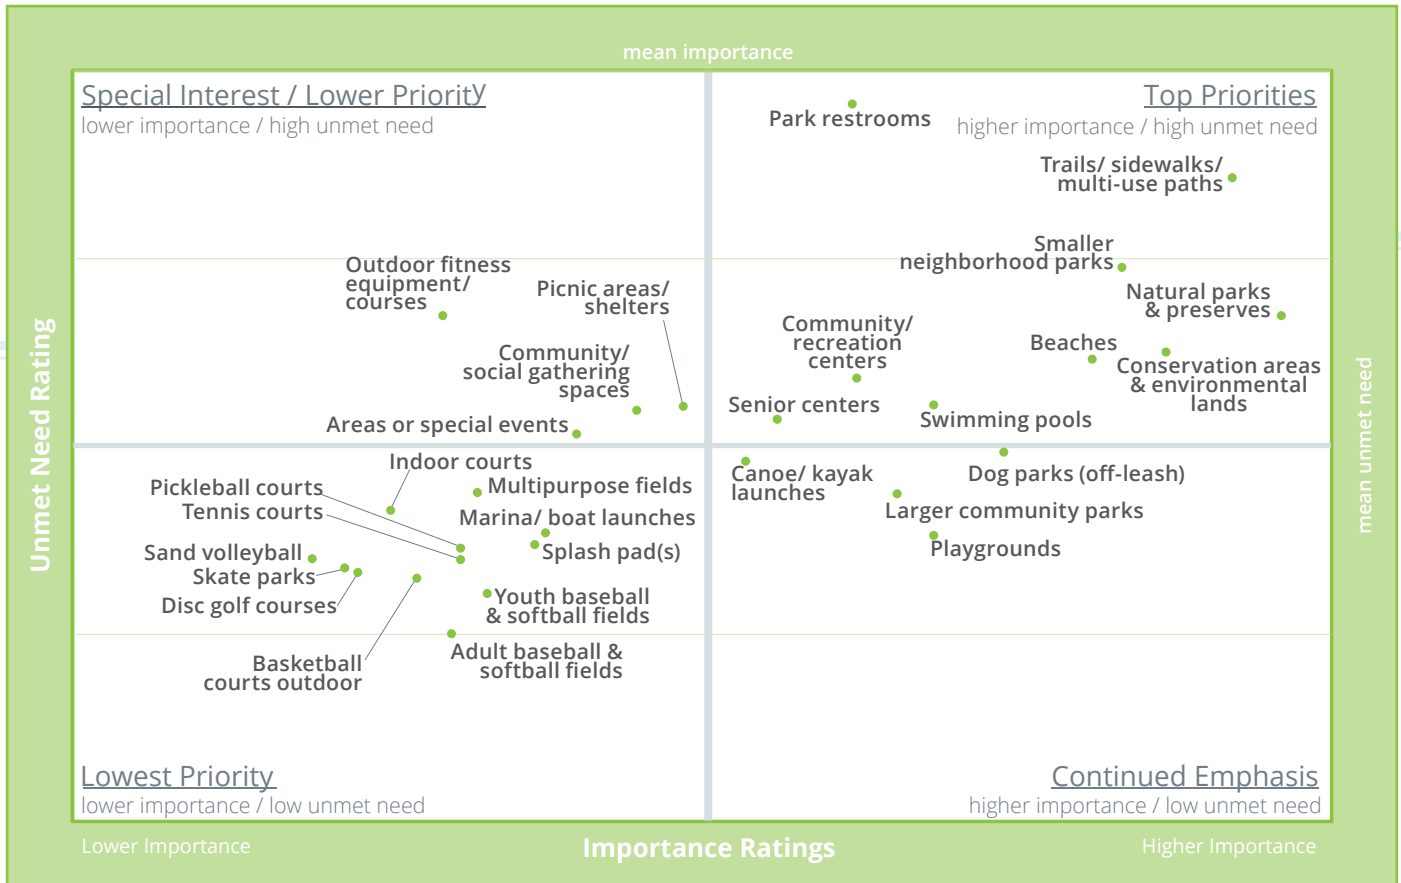 mean importance
Special Interest / Lower Priority
lower importance / high unmet need
Top Priorities
higher importance / high unmet need
Park restrooms
Trails/ sidewalks/
multi-use paths
Smaller
neighborhood parks
Outdoor fitness
equipment/
courses
Picnic areas/
shelters
Natural parks
& preserves
Community/
recreation
centers
Beaches
Conservation areas
& environmental
lands
Community/
social gathering
spaces
Senior centers
Swimming pools
Areas or special events
Unmet Need Rating
mean unmet need
Indoor courts
Pickleball courts
Multipurpose fields
Tennis courts
Marina/ boat launches
Sand volleyball
Splash pad(s)
Skate parks
Disc golf courses
Youth baseball
& softball fields
Basketball
courts outdoor
Adult baseball &
softball fields
Canoe/ kayak
launches
Dog parks (off-leash)
Larger community parks
Playgrounds
Lowest Priority
lower importance / low unmet need
Continued Emphasis
higher importance / low unmet need
Lower Importance
Importance Ratings
Higher Importance